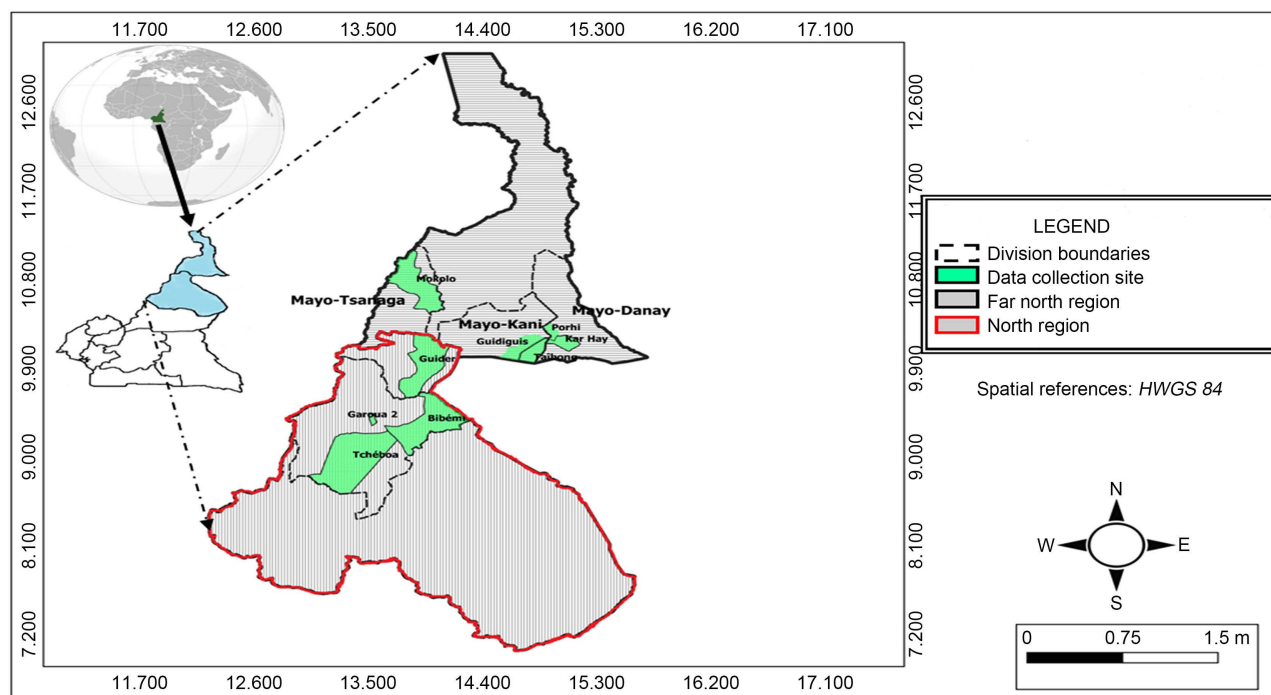 11.700 12.600 13.500 14.400 15.300 16.200 17.100
12.600
11.700
10.800
9.900
9.000
8.100
7.200
Mokolo
Mayo-Tsanaga
Mayo-Danay
Mayo-Kani
Porhi
Guidiguis
Kar Hay
Taibong
Guider
Garoua 2
Bibémi
Tchéboa
12.600
11.700
10.800
9.900
9.000
8.100
7.200
LEGEND
Division boundaries
Data collection site
Far north region
North region
Spatial references: HWGS 84
N
W E
S
0 0.75 1.5 m
11.700 12.600 13.500 14.400 15.300 16.200 17.100